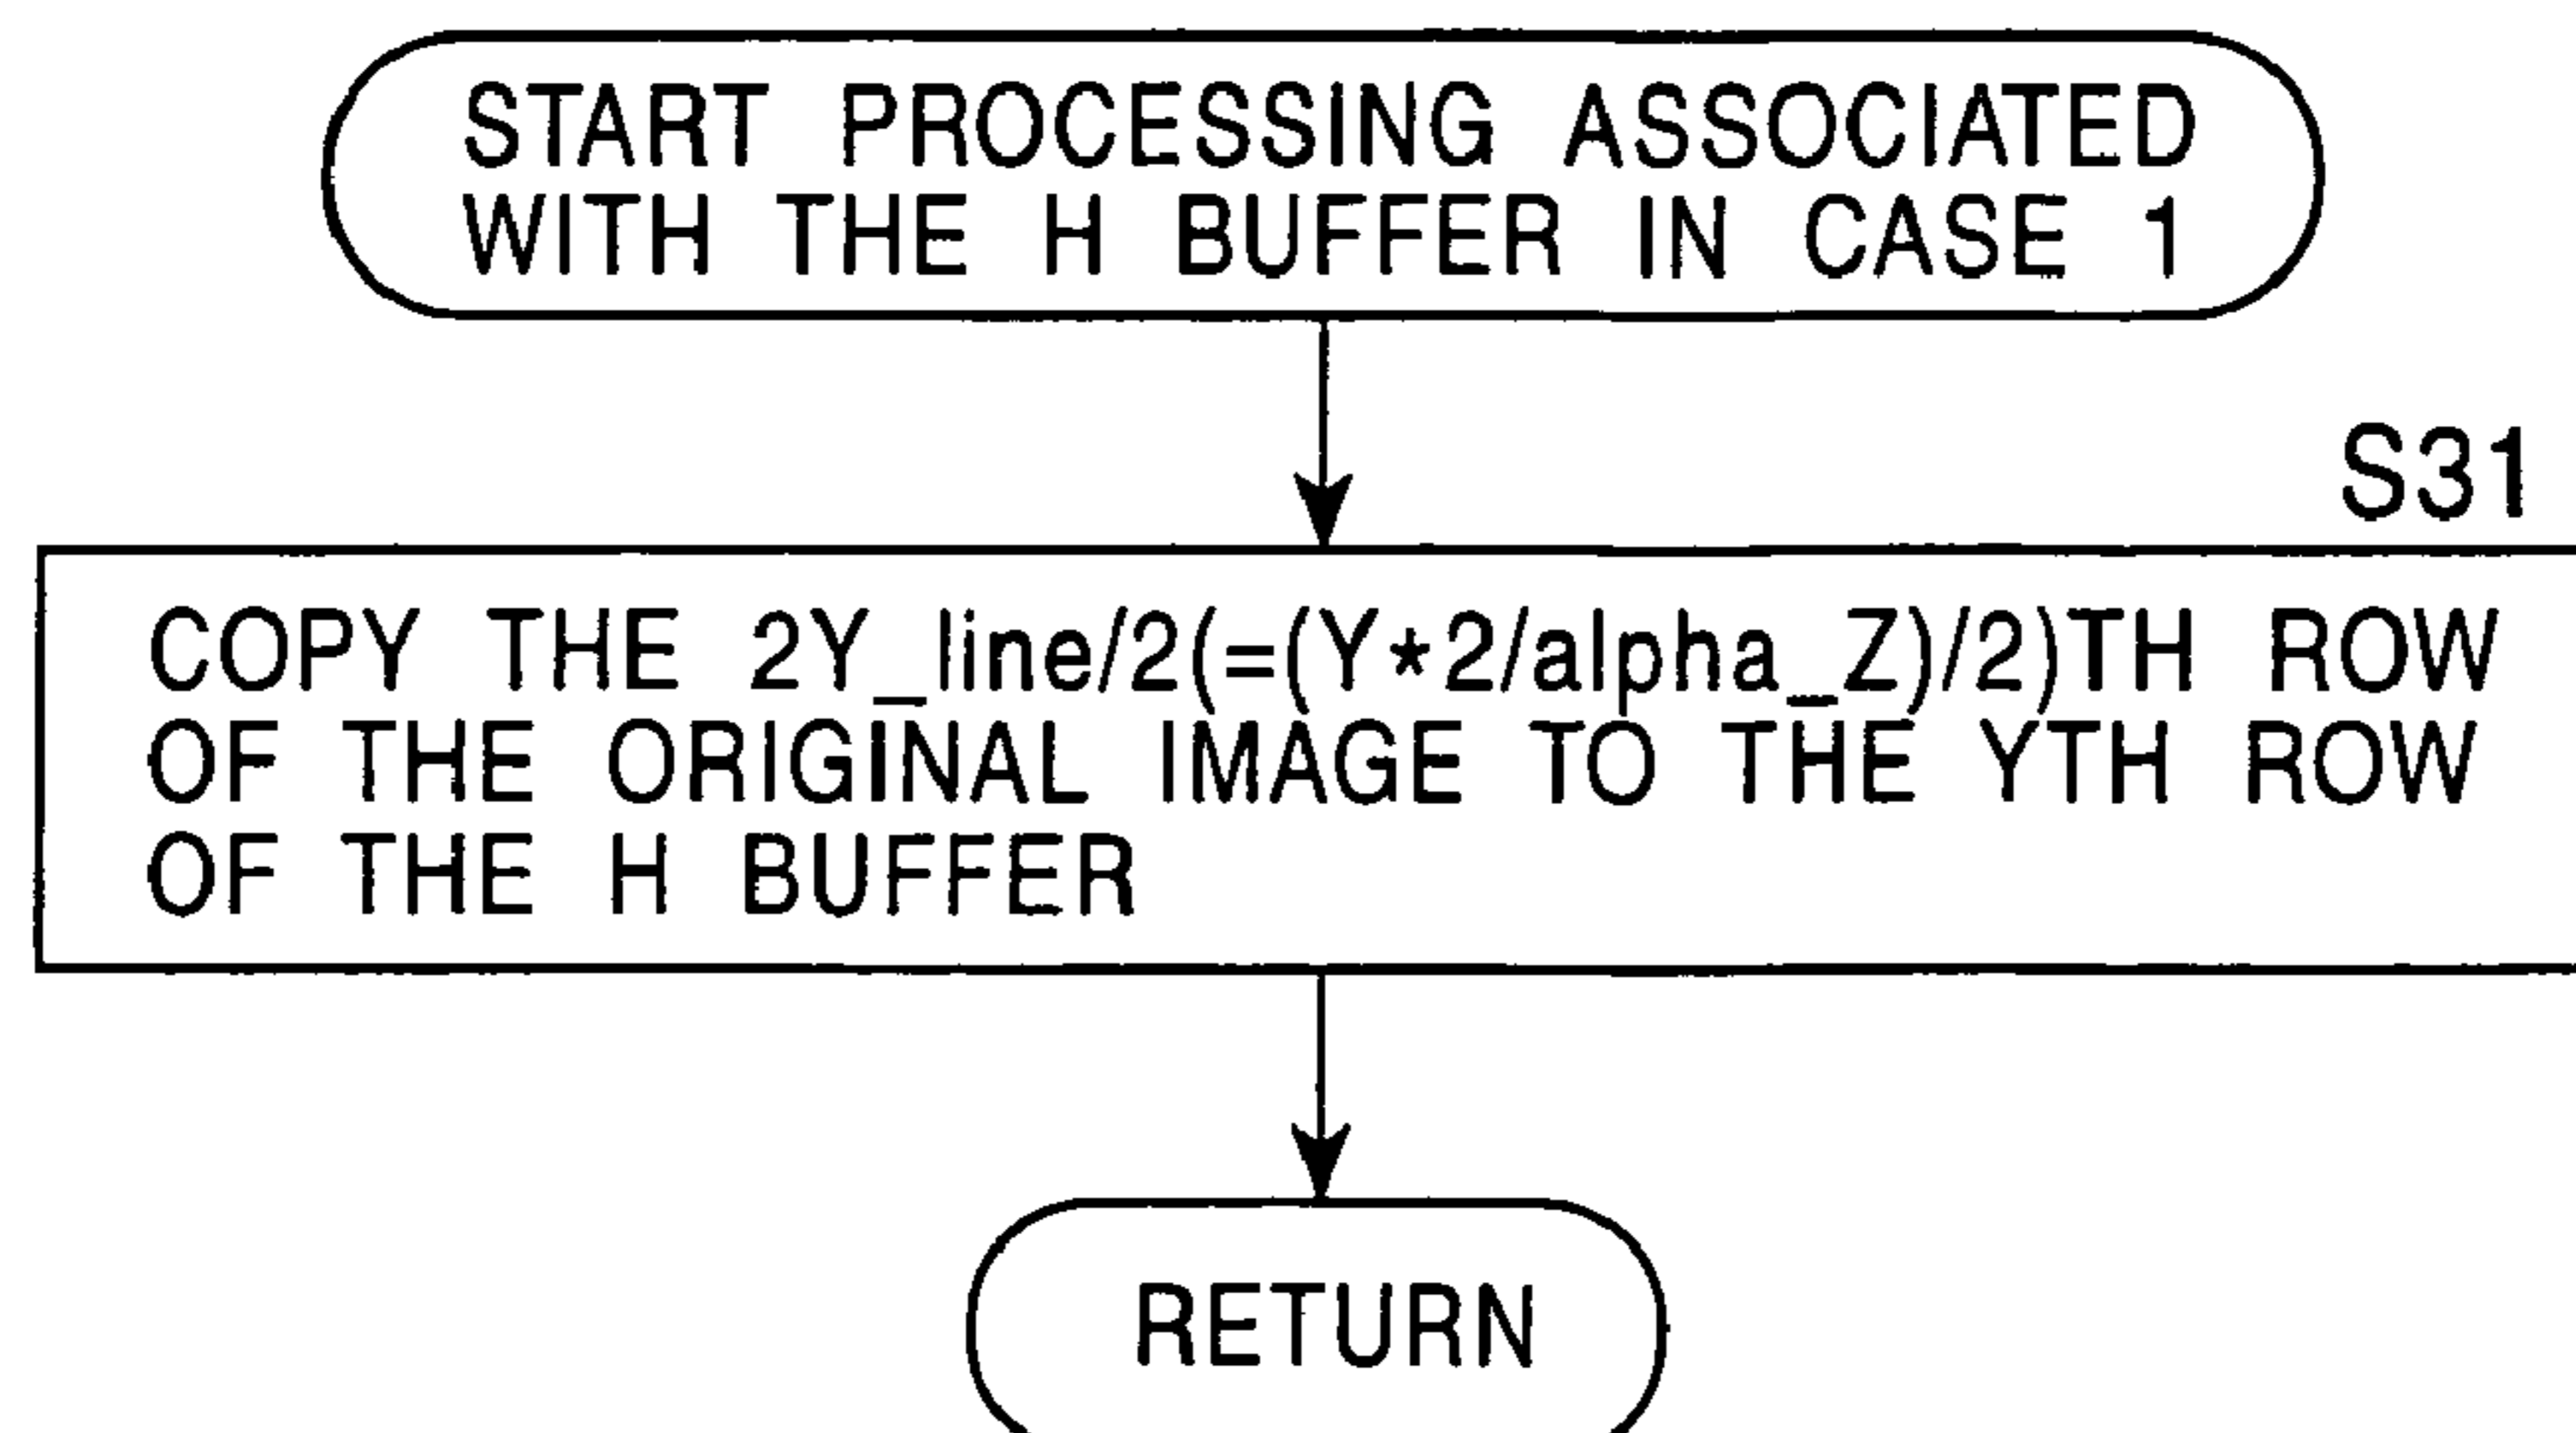 START PROCESSING ASSOCIATED
WITH THE H BUFFER IN CASE 1
S31
COPY THE 2Y_line/2(=(Y*2/alpha_Z)/2)TH ROW
OF THE ORIGINAL IMAGE TO THE YTH ROW
OF THE H BUFFER
RETURN